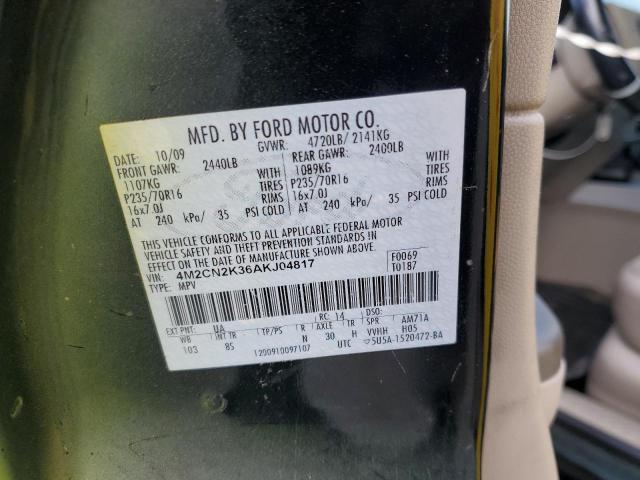 MFD. BY FORD MOTOR CO.
DATE: 10/09 GVWR: 4720LB/ 2141KG
FRONT GAWR: 2440LB REAR GAWR: 2400LB
1107KG 1089KG
P235/70R16 TIRES P235/70R16 TIRES
16x7.0J RIMS 16x7.0J RIMS
AT 240 kPa/ 35 PSI COLD AT 240 kPa/ 35 PSI COLD
THIS VEHICLE CONFORMS TO ALL APPLICABLE FEDERAL MOTOR
VEHICLE SAFETY AND THEFT PREVENTION STANDARDS IN
EFFECT ON THE DATE OF MANUFACTURE SHOWN ABOVE.
VIN: 4M2CN2K36AKJ04817 F0069
TYPE: MPV T0187
EXT PNT: UA RC: 14 DSO:
WB INT TR TP/PS R AXLE TR SPR AM71A
103 85 N 30 H VVHH H05
1200910097107 UTC 5U5A-1520472-BA